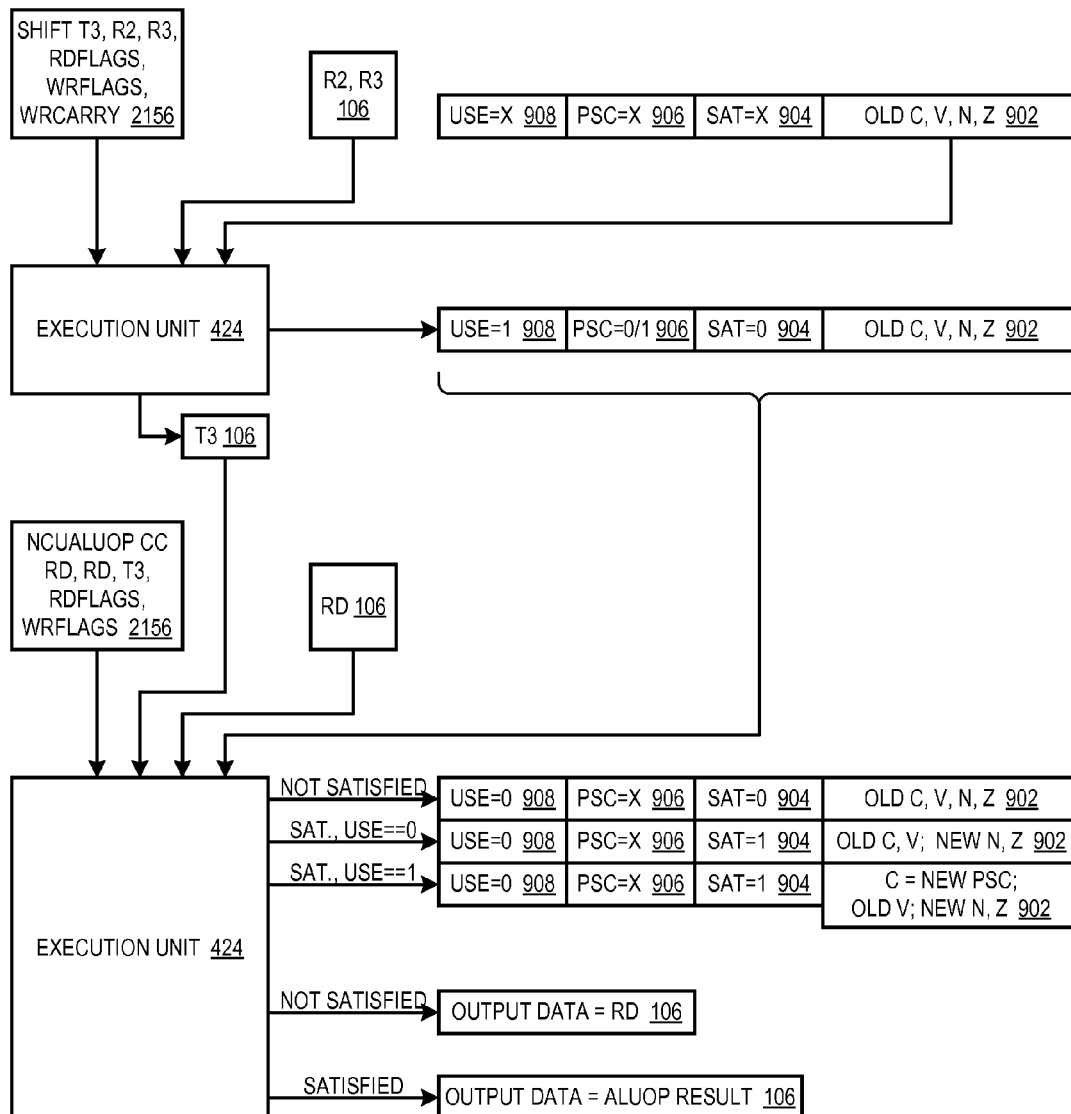 SHIFT T3, R2, R3,
RDFLAGS,
WRFLAGS,
WRCARRY 2156
R2, R3
106
USE=X 908 PSC=X 906 SAT=X 904 OLD C, V, N, Z 902
EXECUTION UNIT 424
USE=1 908 PSC=0/1 906 SAT=0 904 OLD C, V, N, Z 902
T3 106
NCUALUOP CC
RD, RD, T3,
RDFLAGS,
WRFLAGS 2156
RD 106
EXECUTION UNIT 424
NOT SATISFIED
USE=0 908 PSC=X 906 SAT=0 904 OLD C, V, N, Z 902
SAT., USE==0
USE=0 908 PSC=X 906 SAT=1 904 OLD C, V; NEW N, Z 902
SAT., USE==1
USE=0 908 PSC=X 906 SAT=1 904 C = NEW PSC;
OLD V; NEW N, Z 902
NOT SATISFIED
OUTPUT DATA = RD 106
SATISFIED
OUTPUT DATA = ALUOP RESULT 106